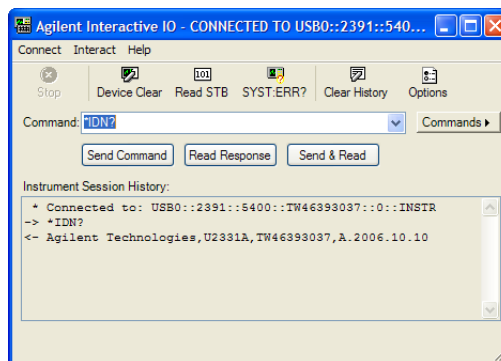 Agilent Interactive IO - CONNECTED TO USB0::2391::5400...
Connect Interact Help
Stop Device Clear Read STB SYST:ERR? Clear History Options
Command: *IDN? Commands
Send Command Read Response Send & Read
Instrument Session History:
* Connected to: USB0::2391::5400::TW46393037::0::INSTR
-> *IDN?
<- Agilent Technologies,U2331A,TW46393037,A.2006.10.10